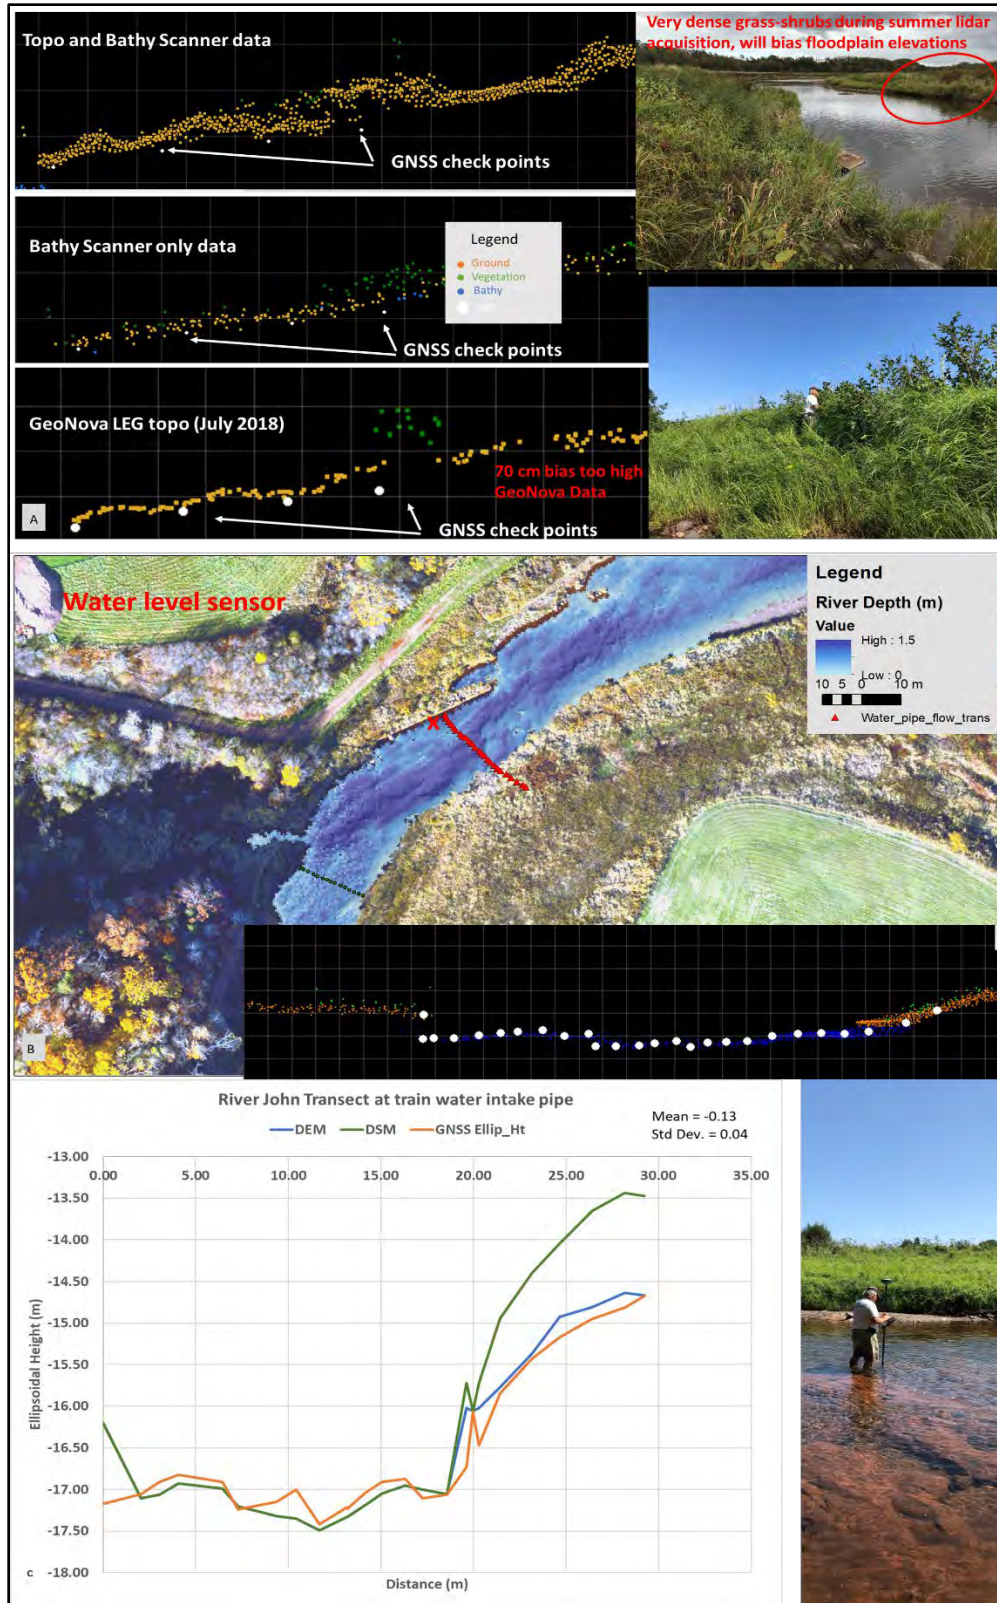 Topo and Bathy Scanner data
GNSS check points
Very dense grass-shrubs during summer lidar
acquisition, will bias floodplain elevations
Bathy Scanner only data
Legend
Ground
Vegetation
Bathy
GNSS check points
GeoNova LEG topo (July 2018)
70 cm bias too high
GeoNova Data
GNSS check points
A
Water level sensor
X
Legend
River Depth (m)
Value
High : 1.5
Low : 0
10 5 0 10 m
Water_pipe_flow_trans
B
River John Transect at train water intake pipe
DEM DSM GNSS Ellip_Ht
Mean = -0.13
Std Dev. = 0.04
-13.00
0.00 5.00 10.00 15.00 20.00 25.00 30.00 35.00
-13.50
-14.00
-14.50
-15.00
-15.50
-16.00
-16.50
-17.00
-17.50
-18.00
Ellipsoidal Height (m)
Distance (m)
C